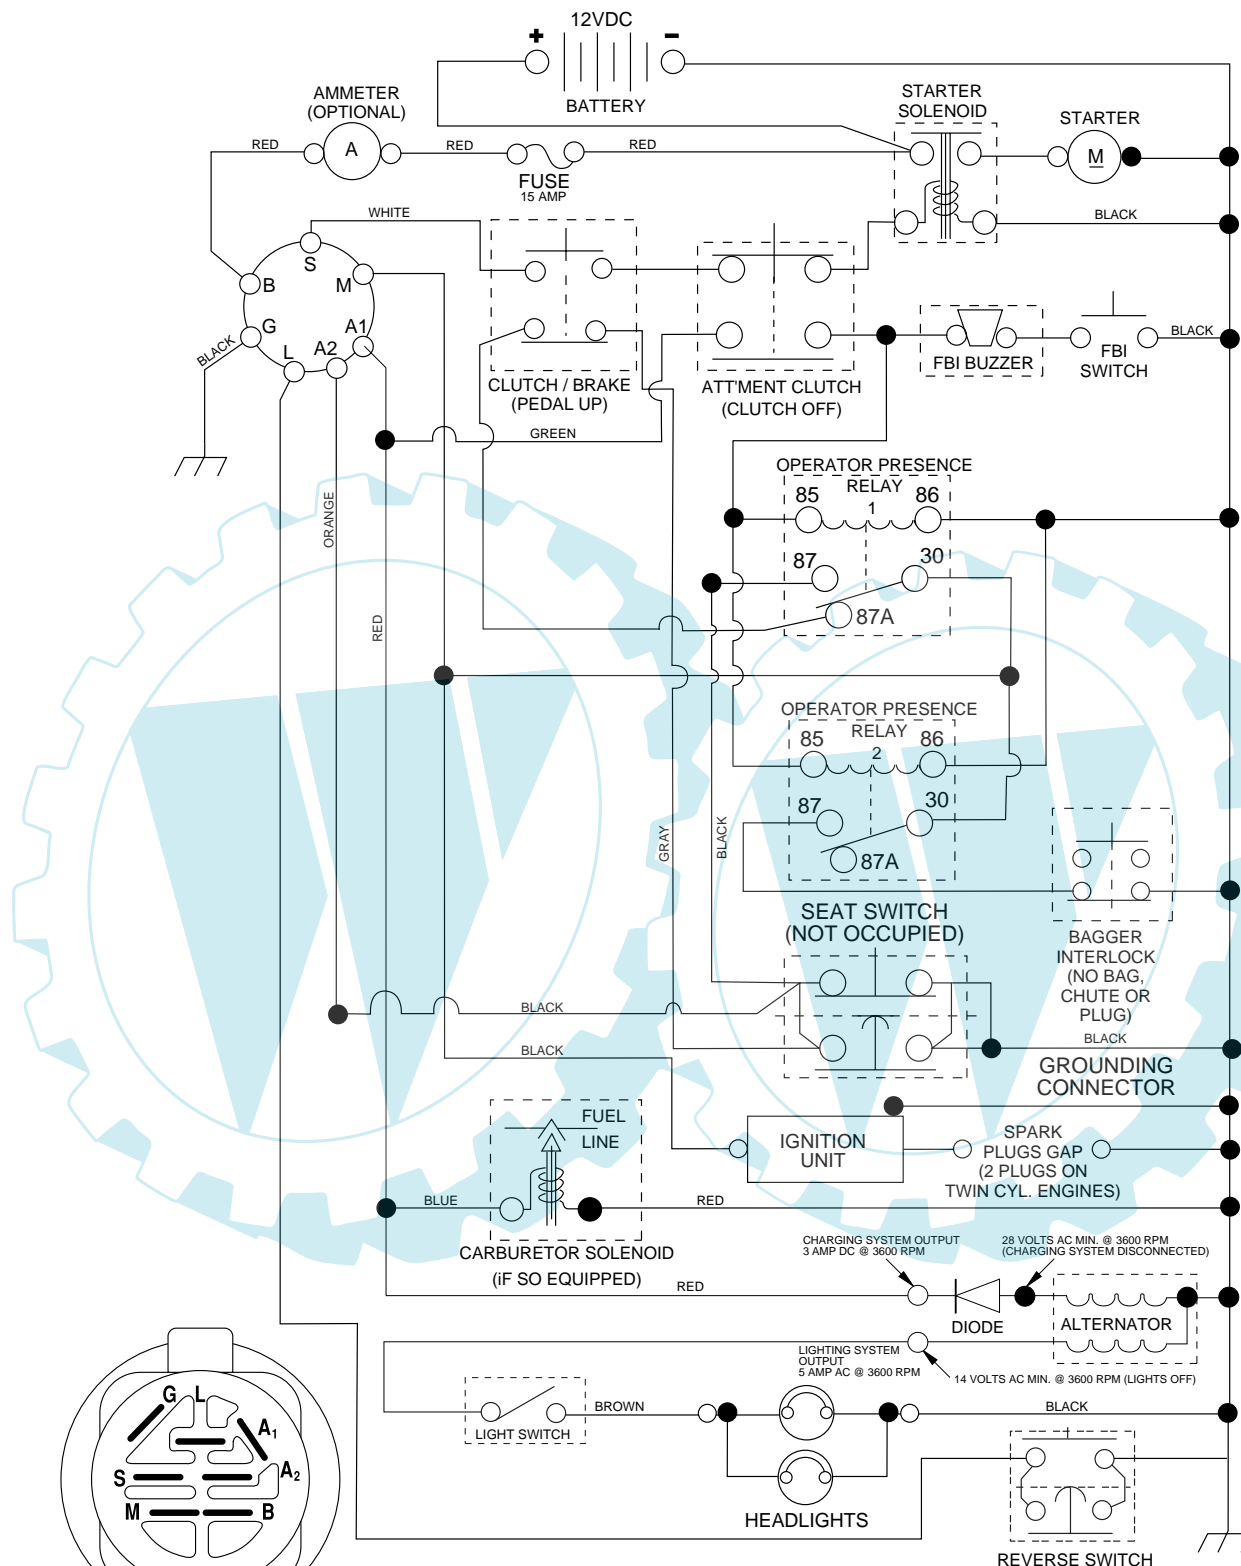 12VDC
+
-
BATTERY
AMMETER
(OPTIONAL)
STARTER
SOLENOID
STARTER
RED
A
RED
RED
M
FUSE
15 AMP
WHITE
BLACK
S
B
M
G
A1
A2
L
BLACK
CLUTCH / BRAKE
(PEDAL UP)
ATT'MENT CLUTCH
(CLUTCH OFF)
FBI BUZZER
FBI
SWITCH
BLACK
GREEN
OPERATOR PRESENCE
RELAY
1
85
86
87
30
87A
ORANGE
RED
OPERATOR PRESENCE
RELAY
2
85
86
87
30
87A
GRAY
BLACK
SEAT SWITCH
(NOT OCCUPIED)
BAGGER
INTERLOCK
(NO BAG,
CHUTE OR
PLUG)
BLACK
BLACK
BLACK
GROUNDING
CONNECTOR
FUEL
LINE
IGNITION
UNIT
SPARK
PLUGS GAP
(2 PLUGS ON
TWIN CYL. ENGINES)
BLUE
RED
CARBURETOR SOLENOID
(iF SO EQUIPPED)
CHARGING SYSTEM OUTPUT
3 AMP DC @ 3600 RPM
28 VOLTS AC MIN. @ 3600 RPM
(CHARGING SYSTEM DISCONNECTED)
RED
DIODE
ALTERNATOR
LIGHTING SYSTEM
OUTPUT
5 AMP AC @ 3600 RPM
14 VOLTS AC MIN. @ 3600 RPM (LIGHTS OFF)
LIGHT SWITCH
BROWN
BLACK
HEADLIGHTS
REVERSE SWITCH
G
L
A1
A2
S
M
B